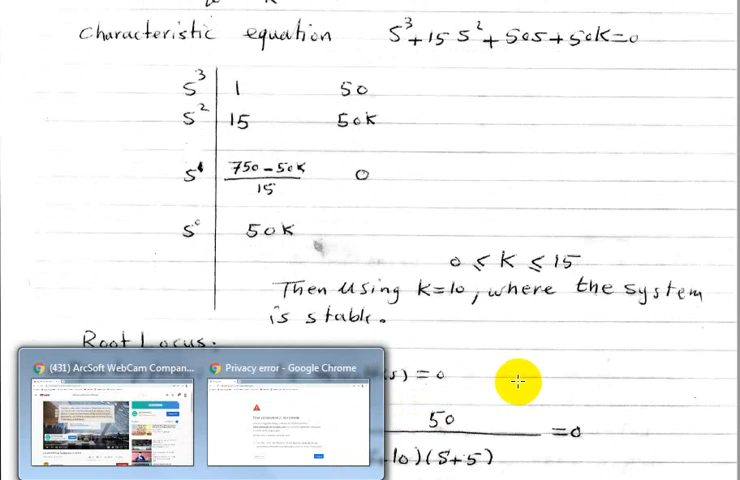 Characteristic equation S³+15S²+50S+50K=0
S³ 1 50
S² 15 50K
S¹ 750-50K 0
15
S⁰ 50K
0 ≤ K ≤ 15
Then using K=10, where the system
is stable.
Root Locus:
(431) ArcSoft WebCam Compan... Privacy error - Google Chrome
s) = 0
50
=0
10)(S+5)